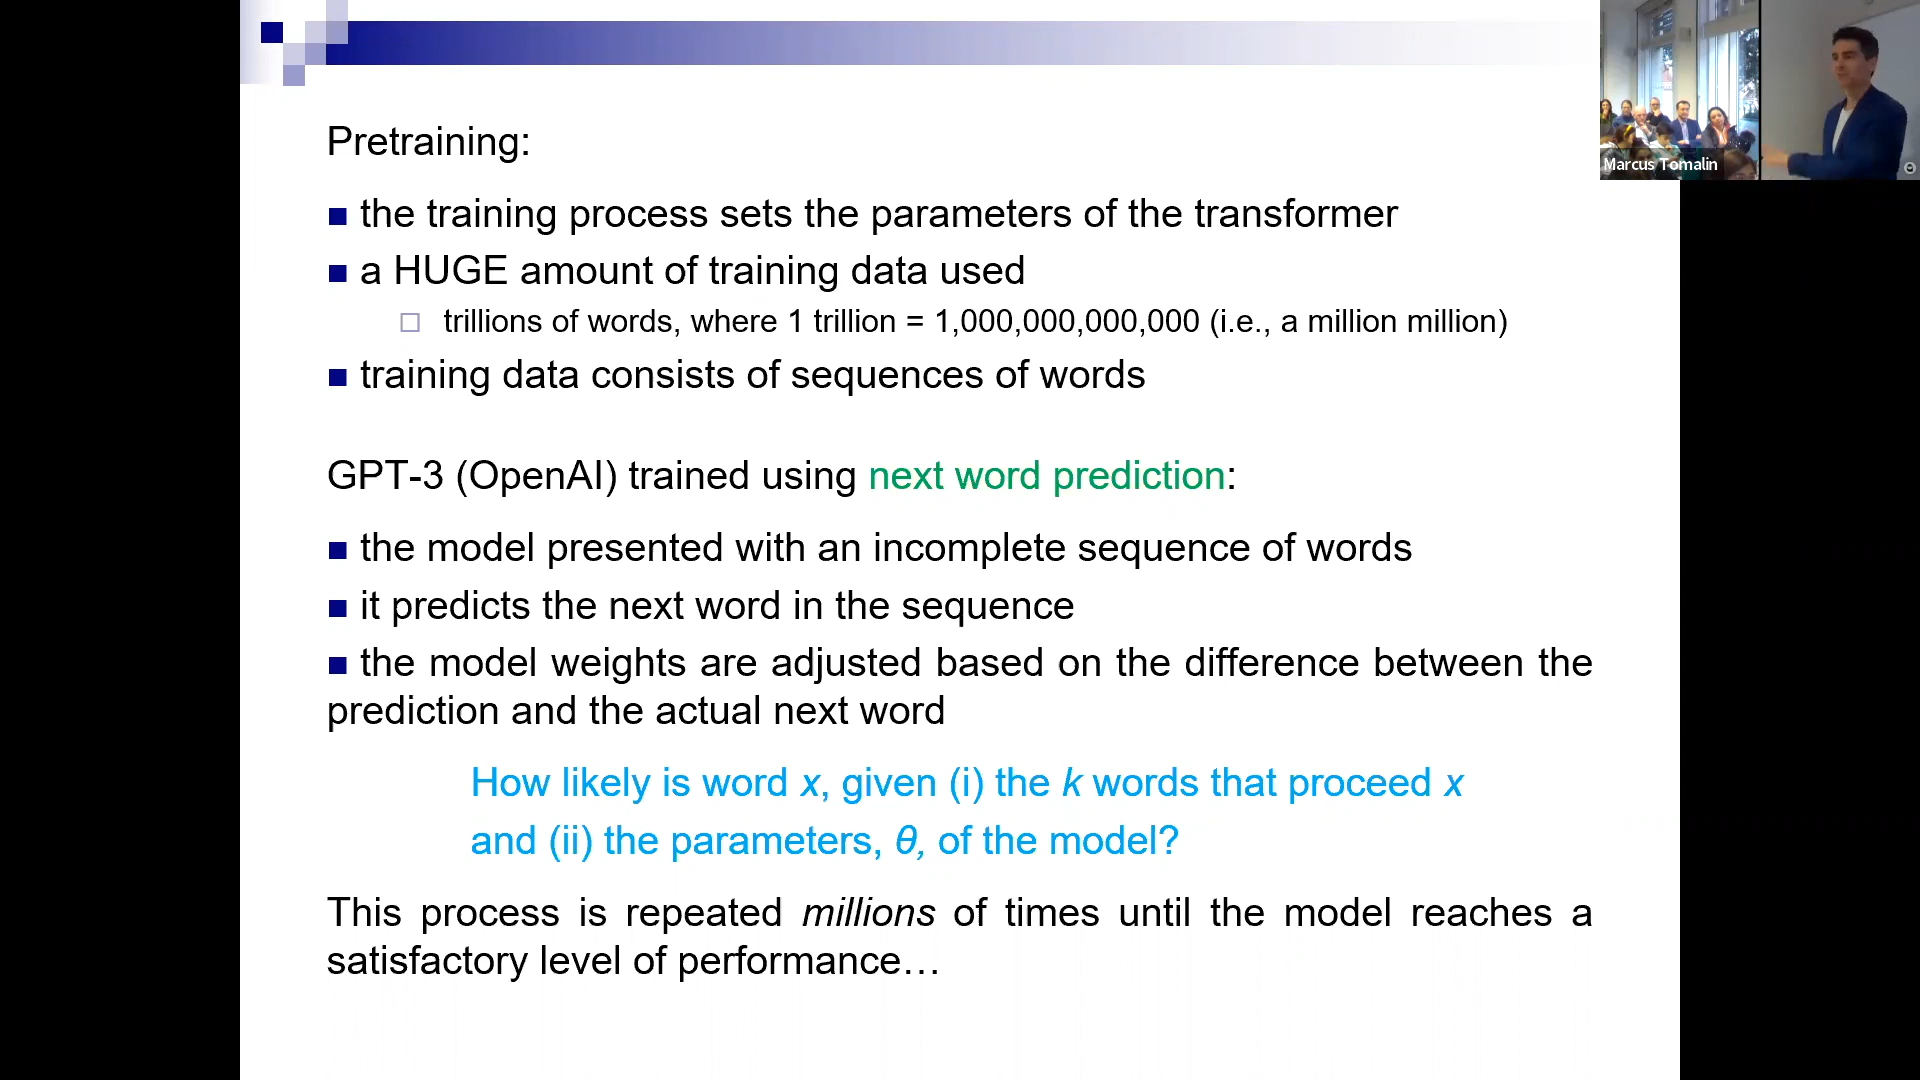 Marcus Tomalin
Pretraining:
the training process sets the parameters of the transformer
a HUGE amount of training data used
trillions of words, where 1 trillion = 1,000,000,000,000 (i.e., a million million)
training data consists of sequences of words
GPT-3 (OpenAI) trained using next word prediction:
the model presented with an incomplete sequence of words
it predicts the next word in the sequence
the model weights are adjusted based on the difference between the
prediction and the actual next word
How likely is word x, given (i) the k words that proceed x
and (ii) the parameters, θ, of the model?
This process is repeated millions of times until the model reaches a
satisfactory level of performance…